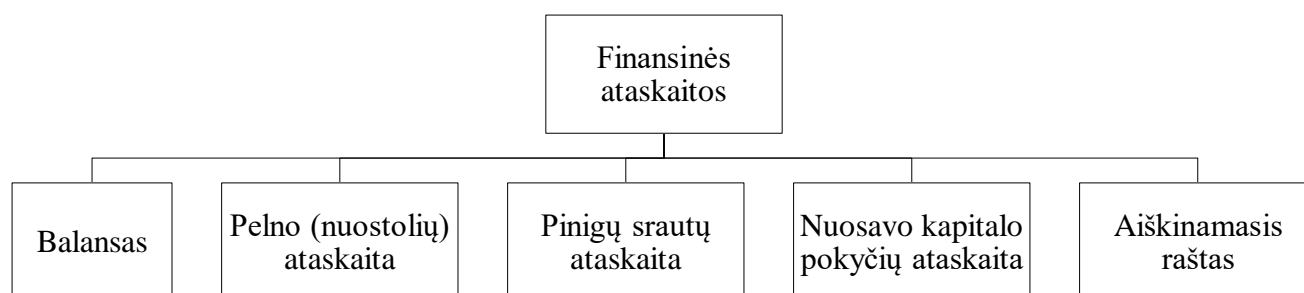 Finansinės
ataskaitos
Balansas
Pelno (nuostolių)
ataskaita
Pinigų srautų
ataskaita
Nuosavo kapitalo
pokyčių ataskaita
Aiškinamasis
raštas